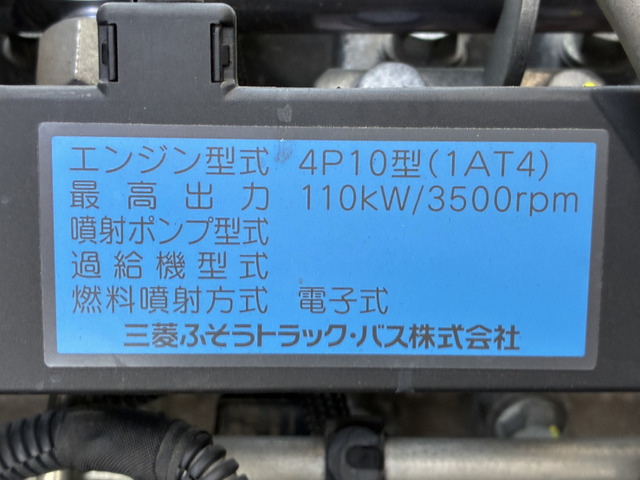 エンジン型式 4P10型(1AT4)
最高出力 110kW/3500rpm
噴射ポンプ型式
過給機型式
燃料噴射方式 電子式
三菱ふそうトラック・バス株式会社